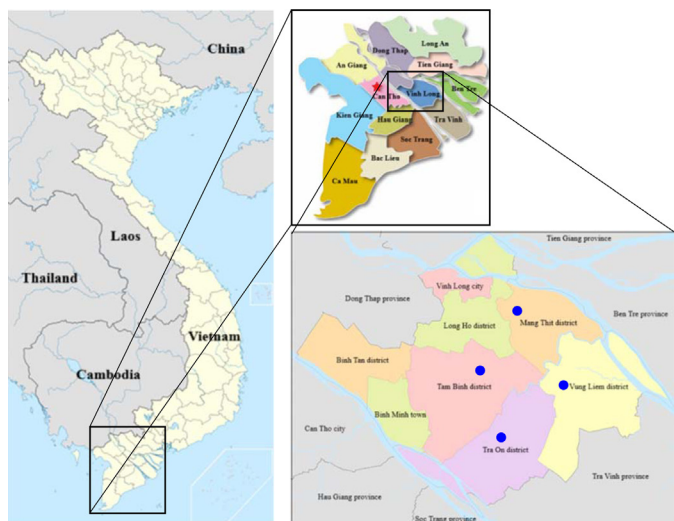 China
Laos
Thailand
Vietnam
Cambodia
Dong Thap
Long An
An Giang
Tien Giang
Can Tho
Vinh Long
Ben Tre
Kien Giang
Hau Giang
Tra Vinh
Soc Trang
Bac Lieu
Ca Mau
Tien Giang province
Vinh Long city
Dong Thap province
Mang Thit district
Ben Tre province
Long Ho district
Binh Tan district
Tam Binh district
Vung Liem district
Binh Minh town
Can Tho city
Tra On district
Tra Vinh province
Hau Giang province
Soc Trang province